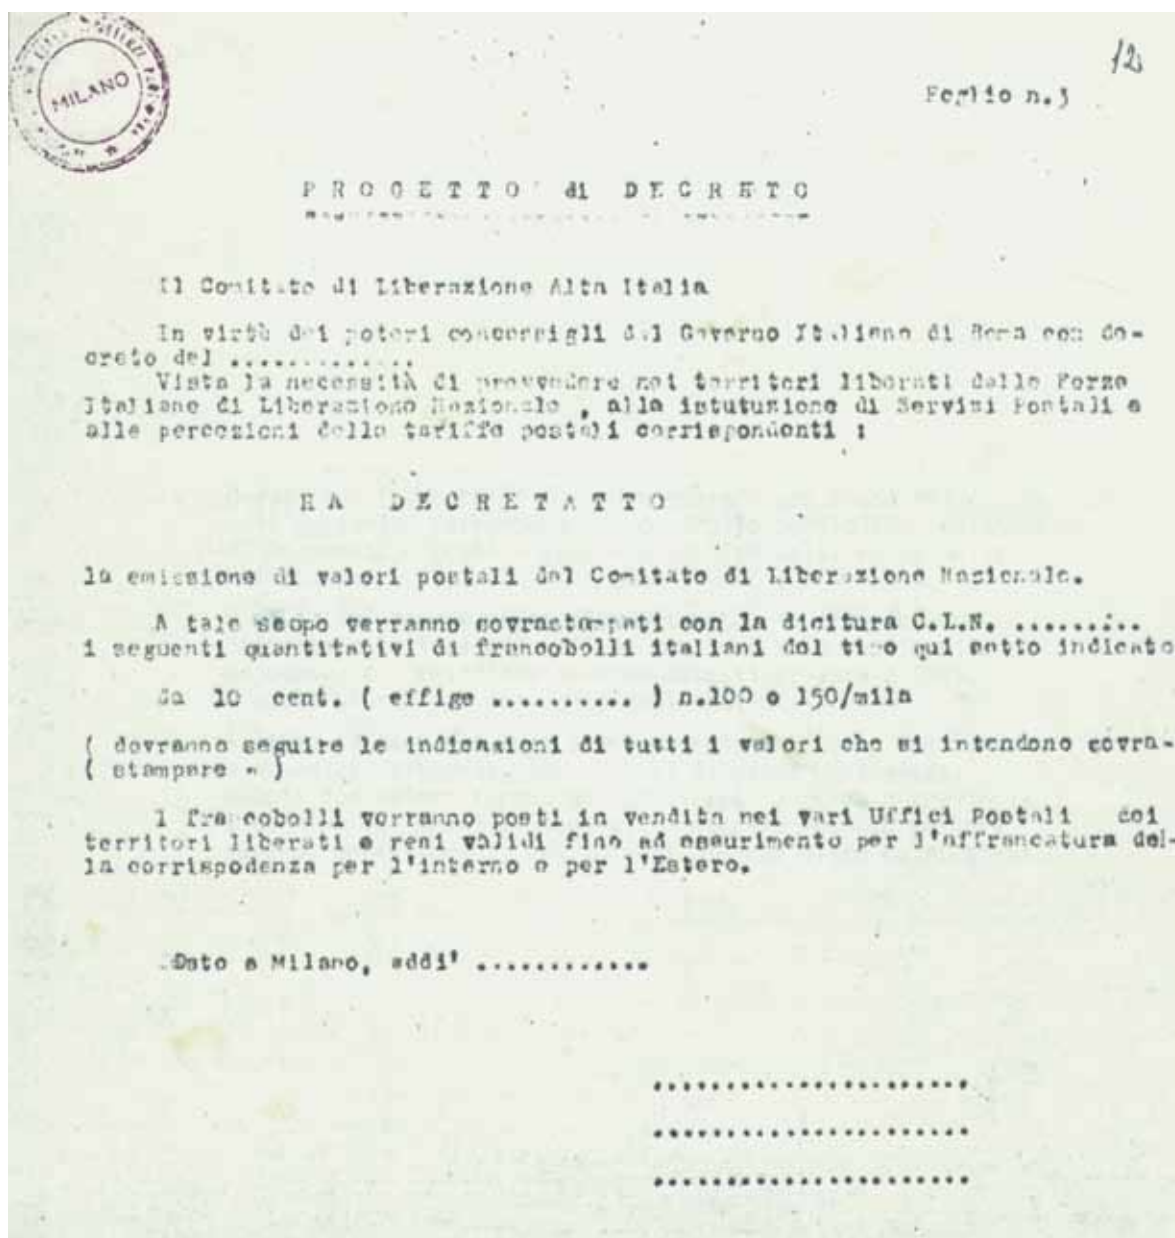 MILANO
12
Foglio n.3
PROGETTO di DECRETO
Il Comitato di Liberazione Alta Italia
In virtù dei poteri concessigli dal Governo Italiano di Roma con de-
creto del .............
Vista la necessità di provvedere nei territori liberati dalle Forze
Italiane di Liberazione Nazionale , alla istutusione di Servizi Postali e
alle percezioni delle tariffe postali corrispondenti :
HA DECRETATTO
la emissione di valori postali del Comitato di Liberazione Nazionale.
A tale scopo verranno sovrastampati con la dicitura C.L.N. .........
i seguenti quantitativi di francobolli italiani del tipo qui sotto indicato
da 10 cent. ( effige .......... ) n.100 o 150/mila
( dovranno seguire le indicazioni di tutti i valori che si intendono sovra-
( stampare - )
I francobolli verranno posti in vendita nei vari Uffici Postali dei
territori liberati e resi validi fino ad esaurimento per l'affrancatura del-
la corrispodenza per l'interno o per l'Estero.
Dato a Milano, addi' ............
.......................
.......................
.......................